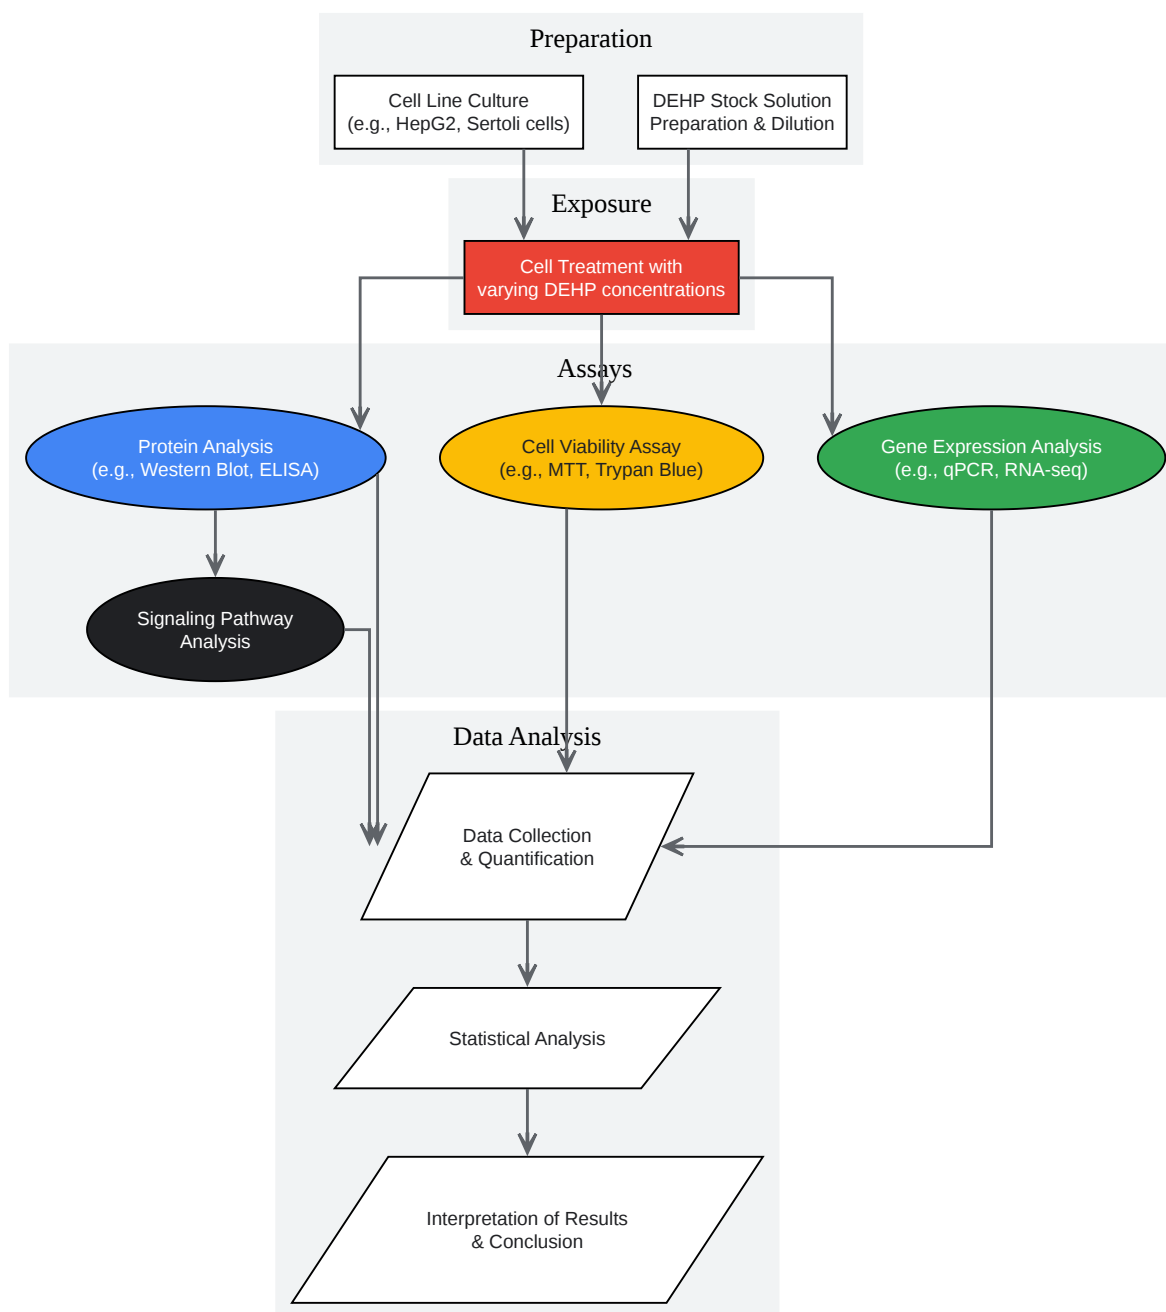 Preparation
Cell Line Culture
(e.g., HepG2, Sertoli cells)
DEHP Stock Solution
Preparation & Dilution
Exposure
Cell Treatment with
varying DEHP concentrations
Assays
Protein Analysis
(e.g., Western Blot, ELISA)
Cell Viability Assay
(e.g., MTT, Trypan Blue)
Gene Expression Analysis
(e.g., qPCR, RNA-seq)
Signaling Pathway
Analysis
Data Analysis
Data Collection
& Quantification
Statistical Analysis
Interpretation of Results
& Conclusion